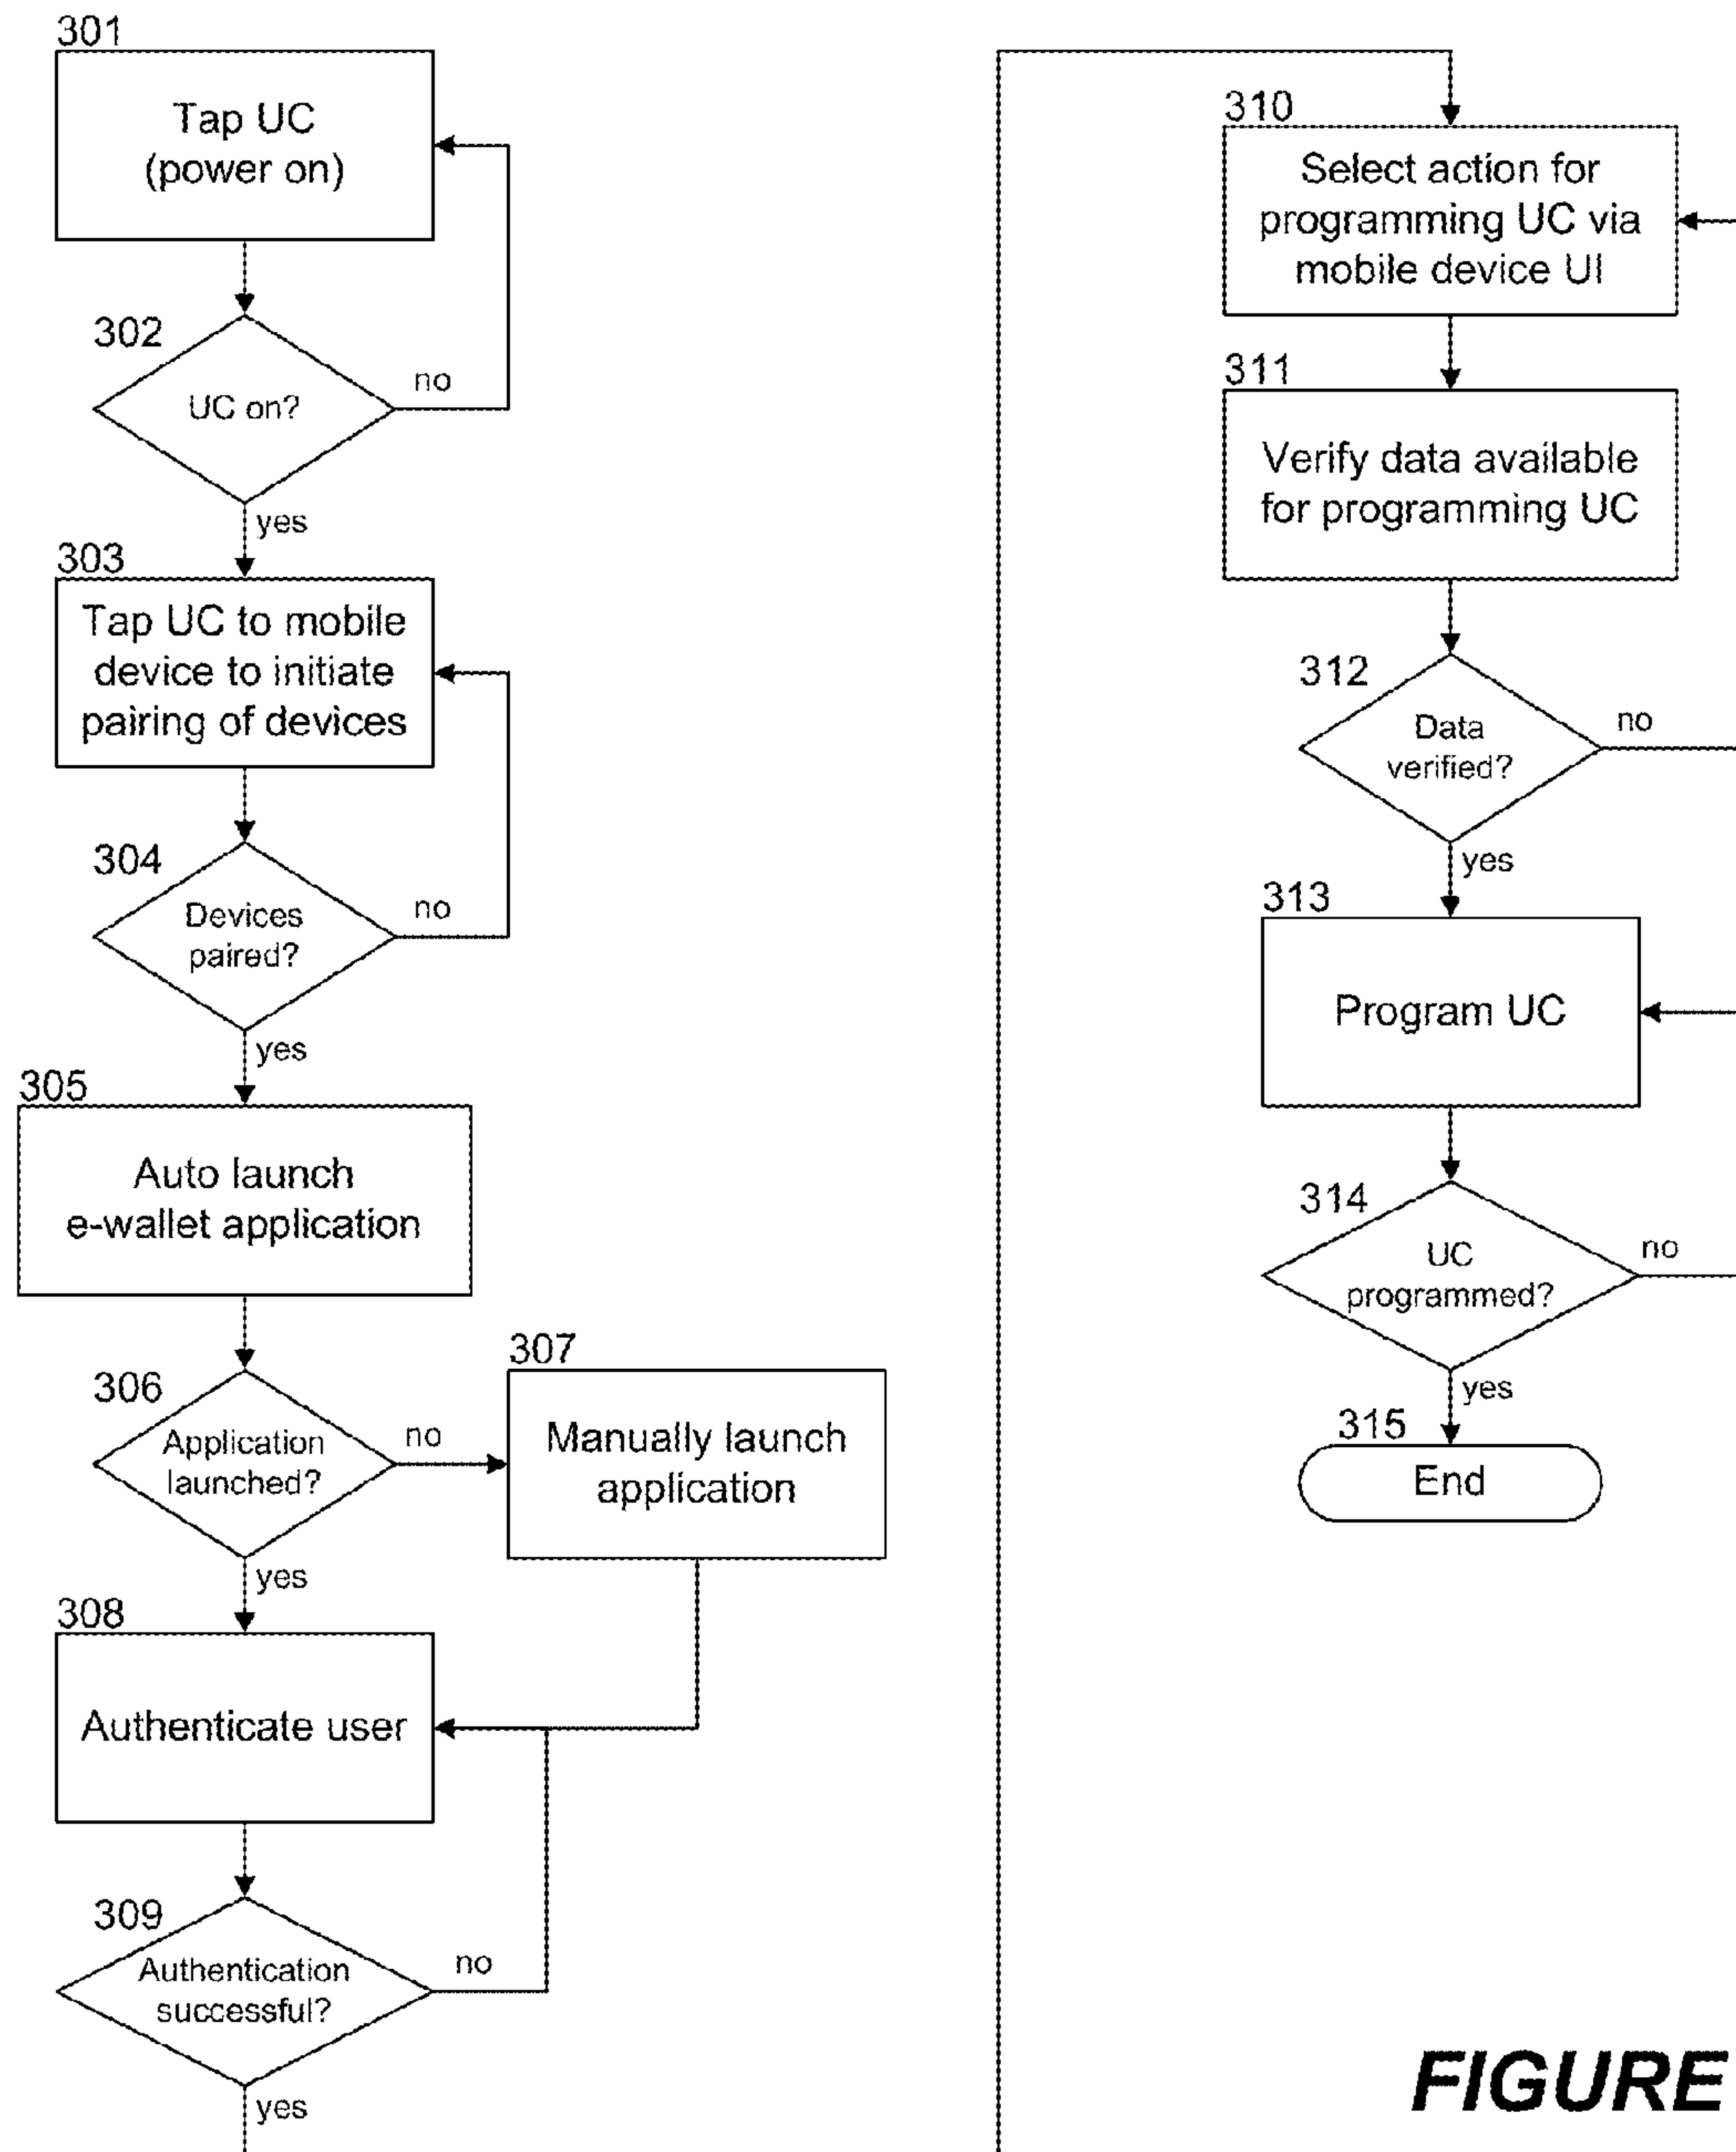 301
Tap UC
(power on)
302
UC on?
no
yes
303
Tap UC to mobile
device to initiate
pairing of devices
304
Devices
paired?
no
yes
305
Auto launch
e-wallet application
306
Application
launched?
no
yes
307
Manually launch
application
308
Authenticate user
309
Authentication
successful?
no
yes
310
Select action for
programming UC via
mobile device UI
311
Verify data available
for programming UC
312
Data
verified?
no
yes
313
Program UC
314
UC
programmed?
no
yes
315
End
FIGURE